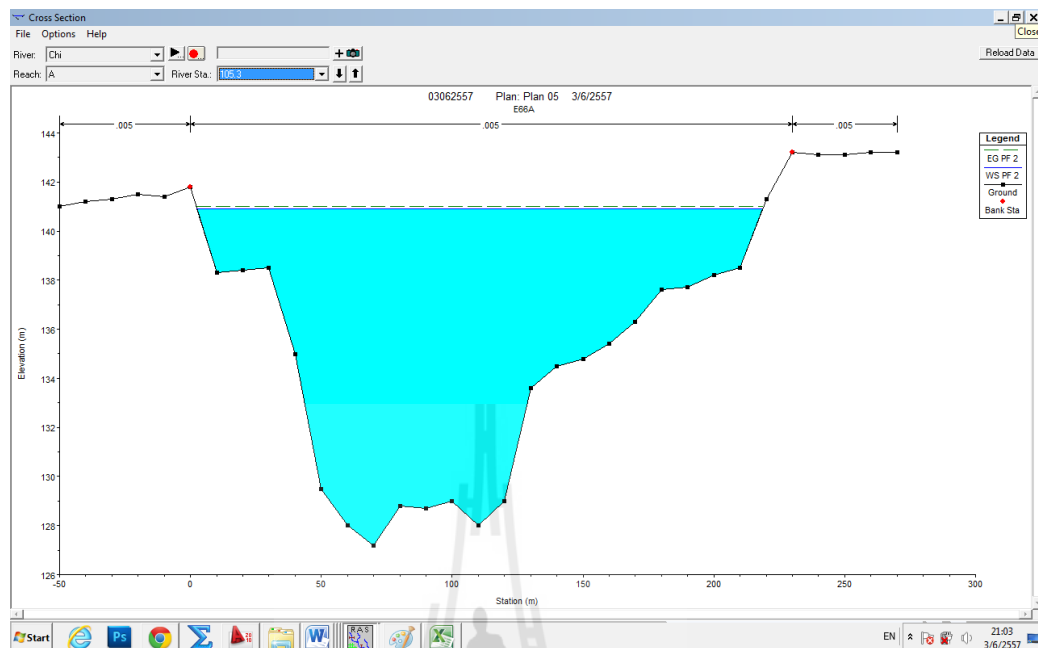 Cross Section
Close
File Options Help
River: Chi
Reload Data
Reach: A River Sta.: 105.3
03062557 Plan: Plan 05 3/6/2557
E66A
.005 .005 .005
Legend
EG PF 2
WS PF 2
Ground
Bank Sta
144
142
140
138
136
134
132
130
128
126
Elevation (m)
-50 0 50 100 150 200 250 300
Station (m)
Start Ps W RAS EN 21:03
3/6/2557